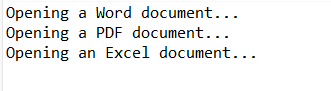 Opening a Word document...
Opening a PDF document...
Opening an Excel document...